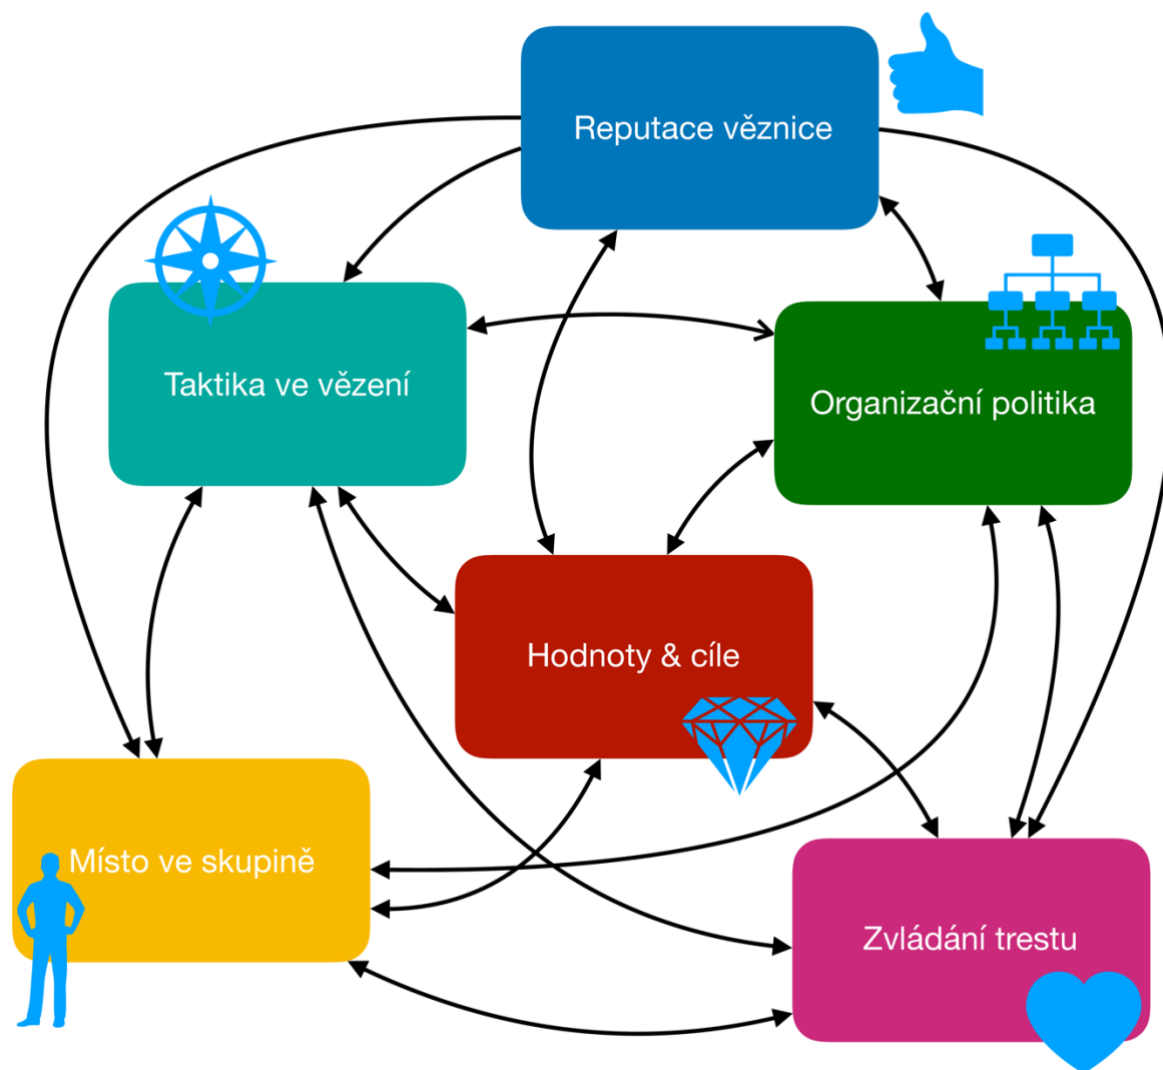 Reputace věznice
Taktika ve vězení
Organizační politika
Hodnoty & cíle
Místo ve skupině
Zvládání trestu